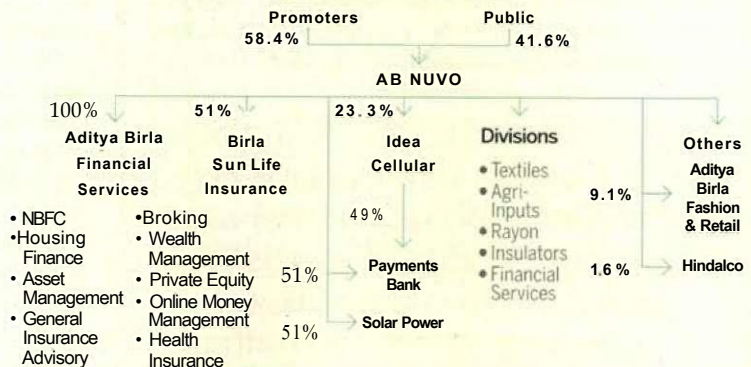 Promoters
58.4%
Public
41.6%
AB NUVO
100%
Aditya Birla
Financial
Services
• NBFC
•Housing
Finance
• Asset
Management
• General
Insurance
Advisory
•Broking
• Wealth
Management
• Private Equity
• Online Money
Management
• Health
Insurance
51%
Birla
Sun Life
Insurance
23.3%
Idea
Cellular
49%
51%
Payments
Bank
51%
Solar Power
Divisions
• Textiles
• Agri-
Inputs
• Rayon
• Insulators
• Financial
Services
Others
9.1%
Aditya
Birla
Fashion
& Retail
1.6%
Hindalco